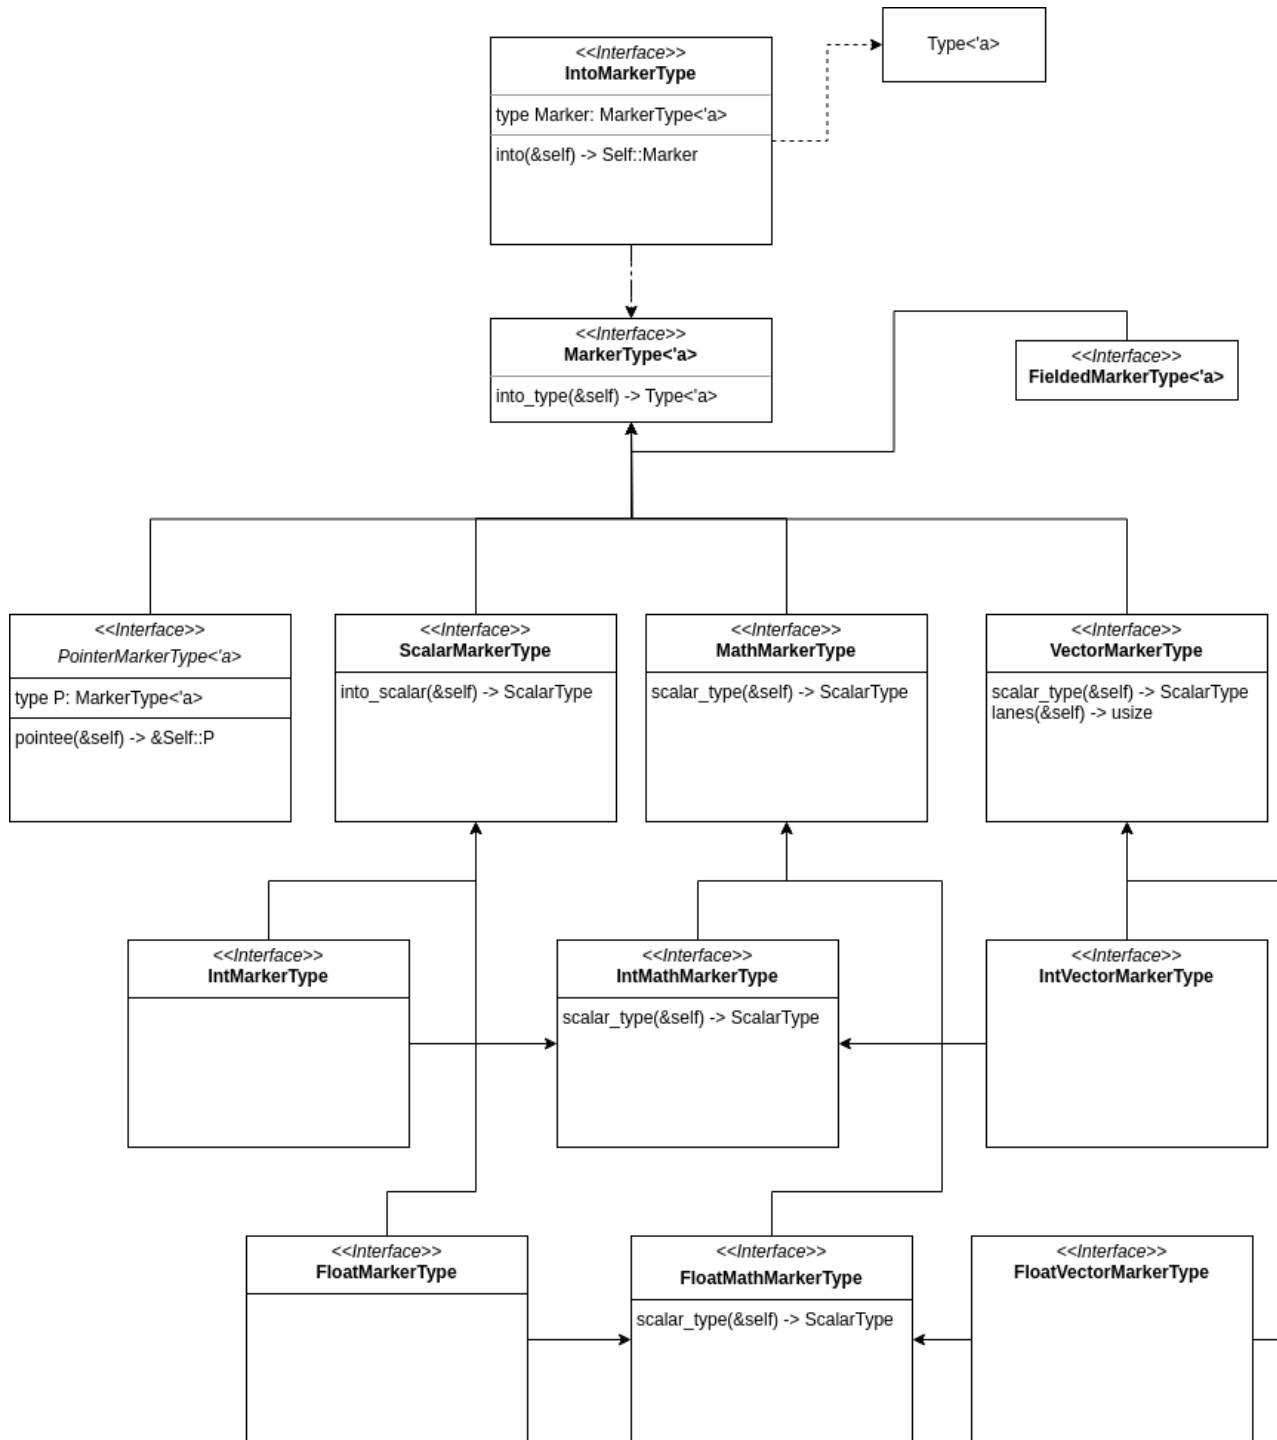 <<Interface>>
IntoMarkerType
type Marker: MarkerType<'a>
into(&self) -> Self::Marker
Type<'a>
<<Interface>>
MarkerType<'a>
into_type(&self) -> Type<'a>
<<Interface>>
FieldedMarkerType<'a>
<<Interface>>
PointerMarkerType<'a>
type P: MarkerType<'a>
pointee(&self) -> &Self::P
<<Interface>>
ScalarMarkerType
into_scalar(&self) -> ScalarType
<<Interface>>
MathMarkerType
scalar_type(&self) -> ScalarType
<<Interface>>
VectorMarkerType
scalar_type(&self) -> ScalarType
lanes(&self) -> usize
<<Interface>>
IntMarkerType
<<Interface>>
IntMathMarkerType
scalar_type(&self) -> ScalarType
<<Interface>>
IntVectorMarkerType
<<Interface>>
FloatMarkerType
<<Interface>>
FloatMathMarkerType
scalar_type(&self) -> ScalarType
<<Interface>>
FloatVectorMarkerType